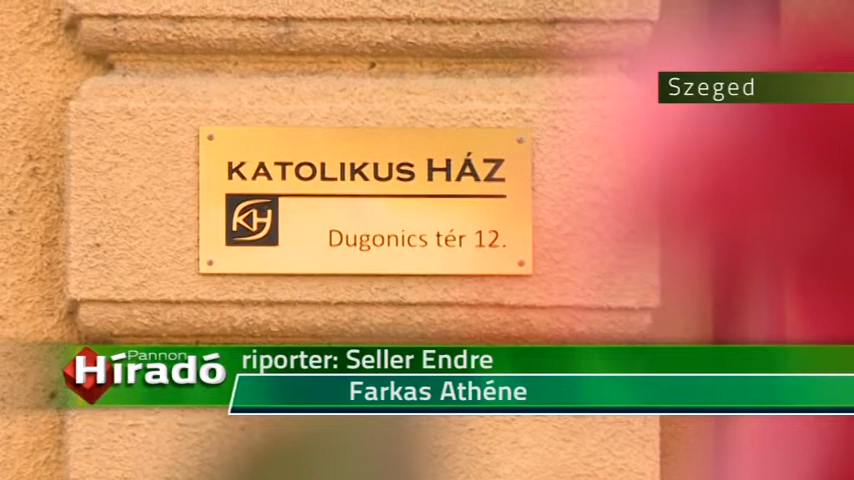 Szeged
KATOLIKUS HÁZ
KH
Dugonics tér 12.
Pannon
Híradó
riporter: Seller Endre
Farkas Athéne